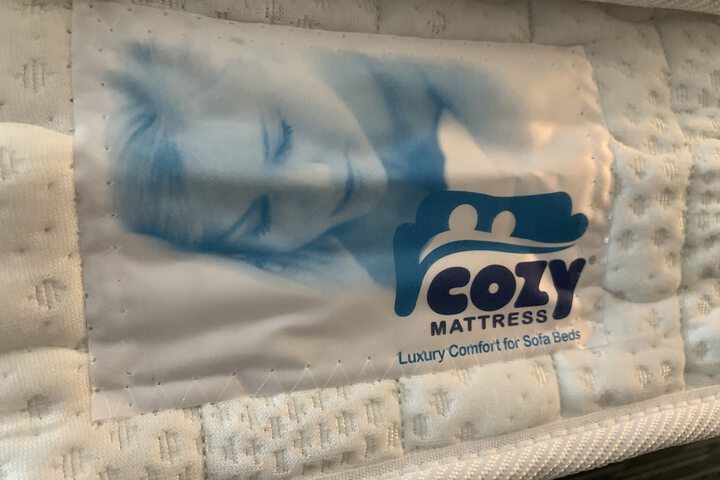 COZY®
MATTRESS
Luxury Comfort for Sofa Beds